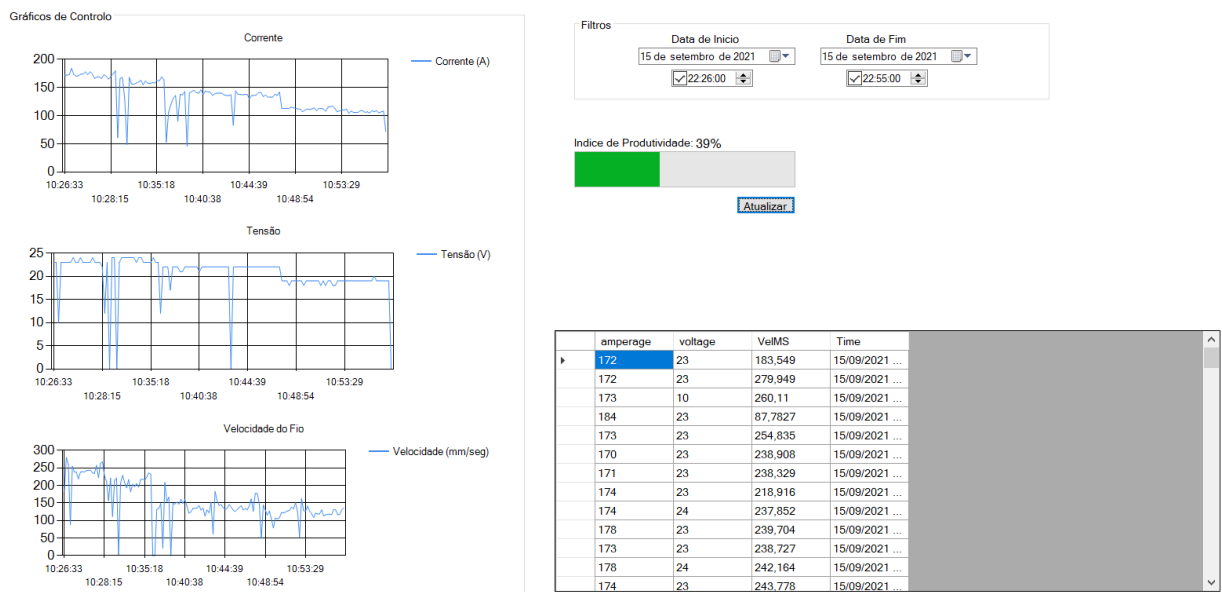 Gráficos de Controlo
Corrente
200
150
100
50
0
10:26:33 10:35:18 10:44:39 10:53:29
10:28:15 10:40:38 10:48:54
Corrente (A)
Tensão
25
20
15
10
5
0
10:26:33 10:35:18 10:44:39 10:53:29
10:28:15 10:40:38 10:48:54
Tensão (V)
Velocidade do Fio
300
250
200
150
100
50
0
10:26:33 10:35:18 10:44:39 10:53:29
10:28:15 10:40:38 10:48:54
Velocidade (mm/seg)
Filtros
Data de Inicio Data de Fim
15 de setembro de 2021 15 de setembro de 2021
22:26:00 22:55:00
Indice de Produtividade: 39%
Atualizar
amperage voltage VelMS Time
172 23 183,549 15/09/2021 ...
172 23 279,949 15/09/2021 ...
173 10 260,11 15/09/2021 ...
184 23 87,7827 15/09/2021 ...
173 23 254,835 15/09/2021 ...
170 23 238,908 15/09/2021 ...
171 23 238,329 15/09/2021 ...
174 23 218,916 15/09/2021 ...
174 24 237,852 15/09/2021 ...
178 23 239,704 15/09/2021 ...
173 23 238,727 15/09/2021 ...
178 24 242,164 15/09/2021 ...
174 23 243,778 15/09/2021 ...